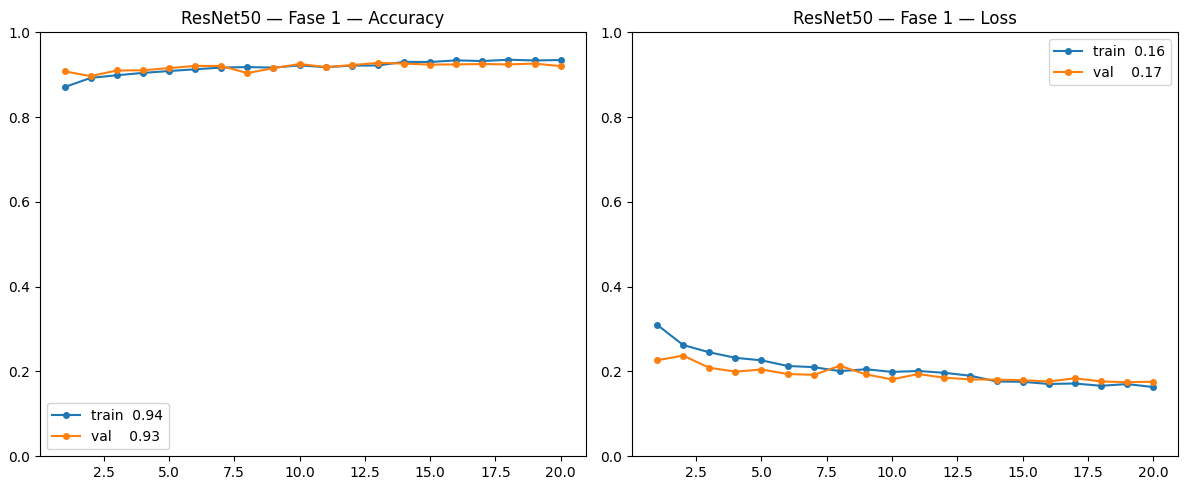 ResNet50 — Fase 1 — Accuracy
1.0
0.8
0.6
0.4
0.2
0.0
train 0.94
val 0.93
2.5 5.0 7.5 10.0 12.5 15.0 17.5 20.0
ResNet50 — Fase 1 — Loss
1.0
0.8
0.6
0.4
0.2
0.0
train 0.16
val 0.17
2.5 5.0 7.5 10.0 12.5 15.0 17.5 20.0